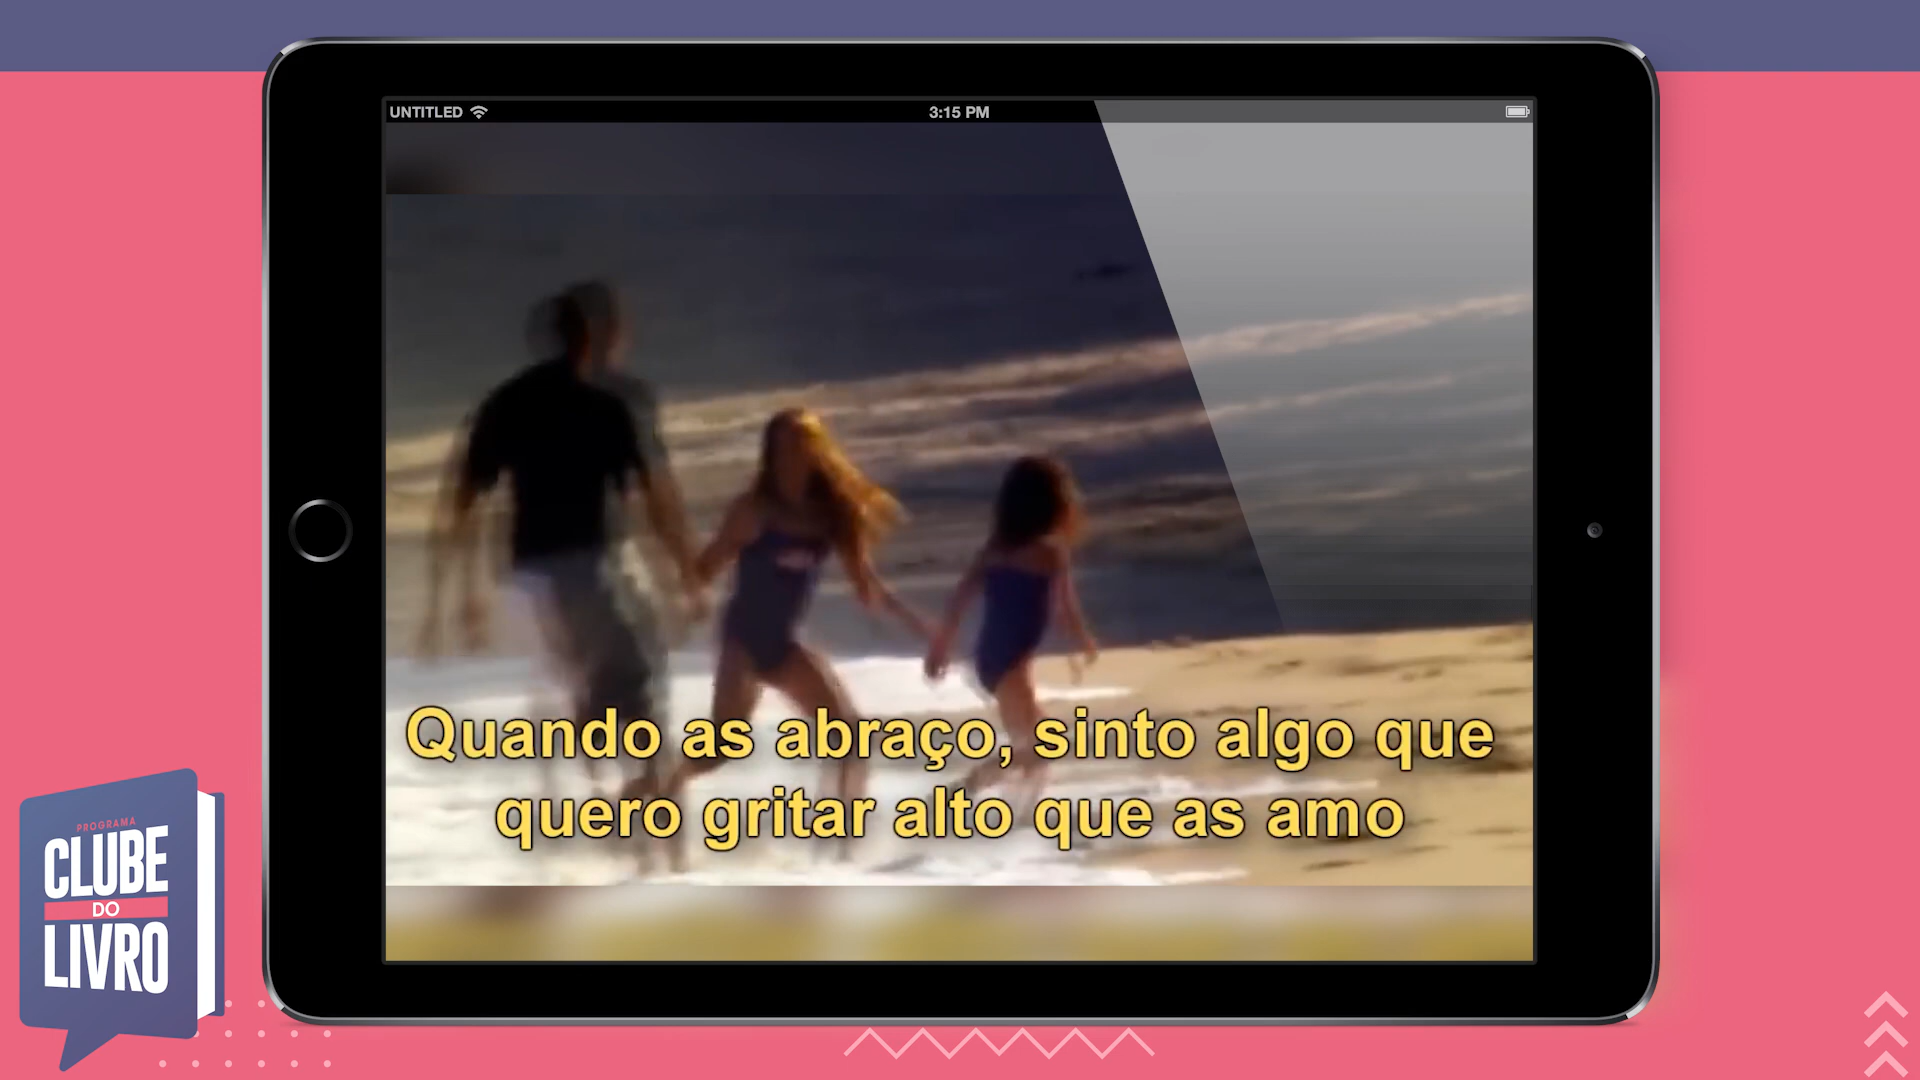 UNTITLED 3:15 PM
Quando as abraço, sinto algo que
quero gritar alto que as amo
PROGRAMA
CLUBE
DO
LIVRO